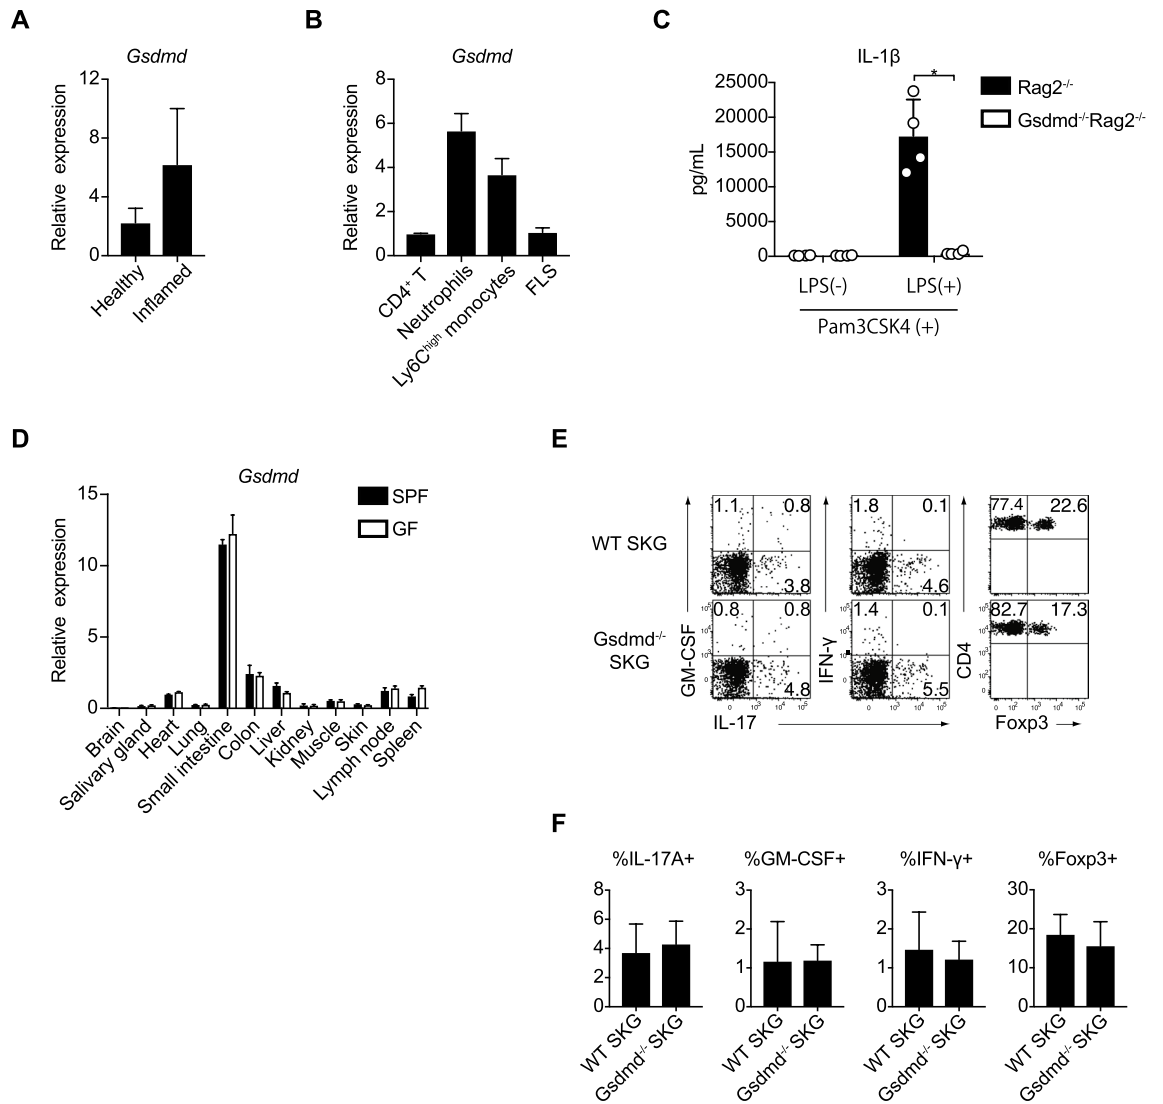 A
Gsdmd
Relative expression
12
8
4
0
Healthy
Inflamed
B
Gsdmd
Relative expression
8
6
4
2
0
CD4+ T
Neutrophils
Ly6Chigh monocytes
FLS
C
IL-1β
pg/mL
25000
20000
15000
10000
5000
0
*
Rag2-/-
Gsdmd-/-Rag2-/-
LPS(-)
LPS(+)
Pam3CSK4 (+)
D
Gsdmd
Relative expression
15
10
5
0
SPF
GF
Brain
Salivary gland
Heart
Lung
Small intestine
Colon
Liver
Kidney
Muscle
Skin
Lymph node
Spleen
E
WT SKG
1.1 0.8
3.8
1.8 0.1
4.6
77.4 22.6
Gsdmd-/-
SKG
0.8 0.8
4.8
1.4 0.1
5.5
82.7 17.3
GM-CSF
IFN-γ
CD4
IL-17
Foxp3
F
%IL-17A+
8
6
4
2
0
WT SKG
Gsdmd-/- SKG
%GM-CSF+
3
2
1
0
WT SKG
Gsdmd-/- SKG
%IFN-γ+
3
2
1
0
WT SKG
Gsdmd-/- SKG
%Foxp3+
30
20
10
0
WT SKG
Gsdmd-/- SKG